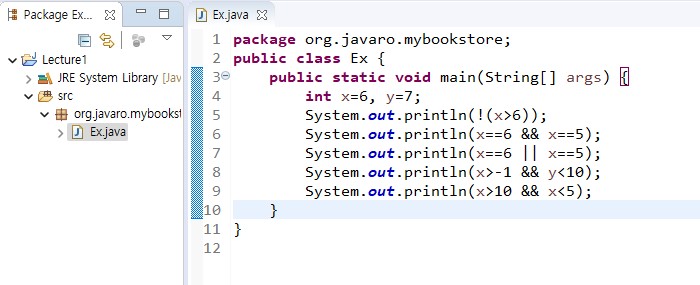 Package Ex...
Lecture1
JRE System Library [Jav
src
org.javaro.mybookst
Ex.java
Ex.java
1 package org.javaro.mybookstore;
2 public class Ex {
3 public static void main(String[] args) {
4 int x=6, y=7;
5 System.out.println(!(x>6));
6 System.out.println(x==6 && x==5);
7 System.out.println(x==6 || x==5);
8 System.out.println(x>-1 && y<10);
9 System.out.println(x>10 && x<5);
10 }
11 }
12